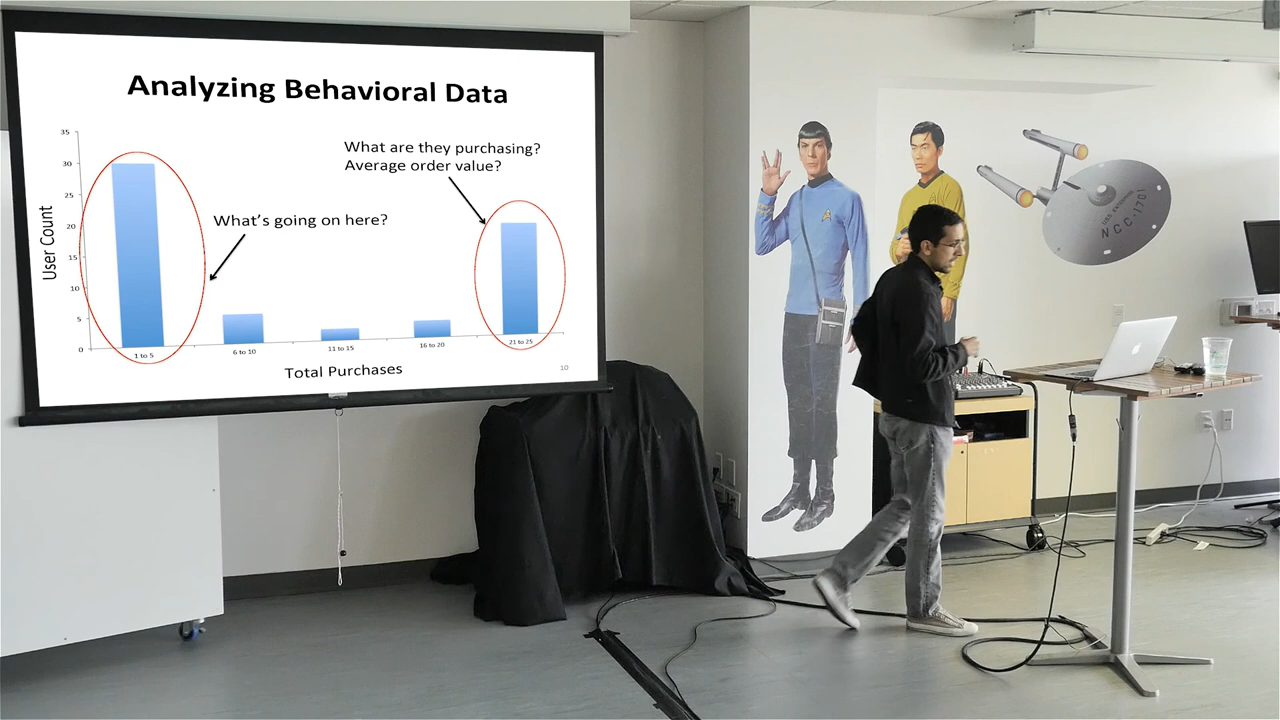 Analyzing Behavioral Data
35
30
25
20
15
10
5
0
User Count
What are they purchasing?
Average order value?
What's going on here?
1 to 5
6 to 10
11 to 15
16 to 20
21 to 25
Total Purchases
10
U.S.S. ENTERPRISE
NCC-1701